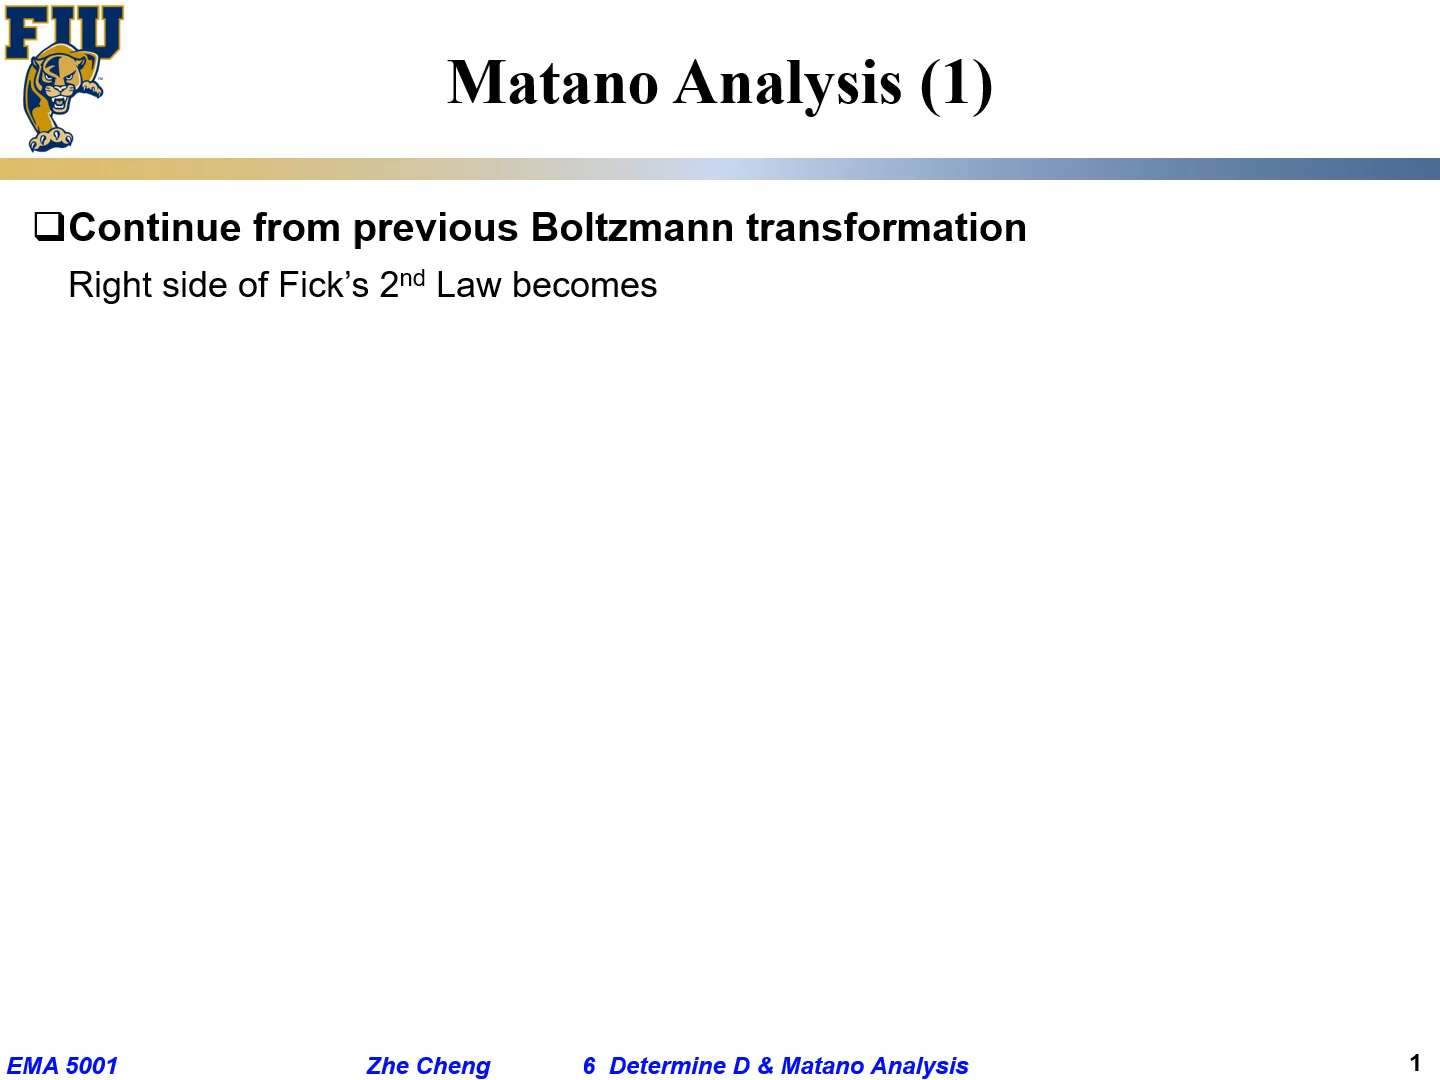 FIU
Matano Analysis (1)
❑Continue from previous Boltzmann transformation
Right side of Fick’s 2nd Law becomes
EMA 5001 Zhe Cheng 6 Determine D & Matano Analysis 1